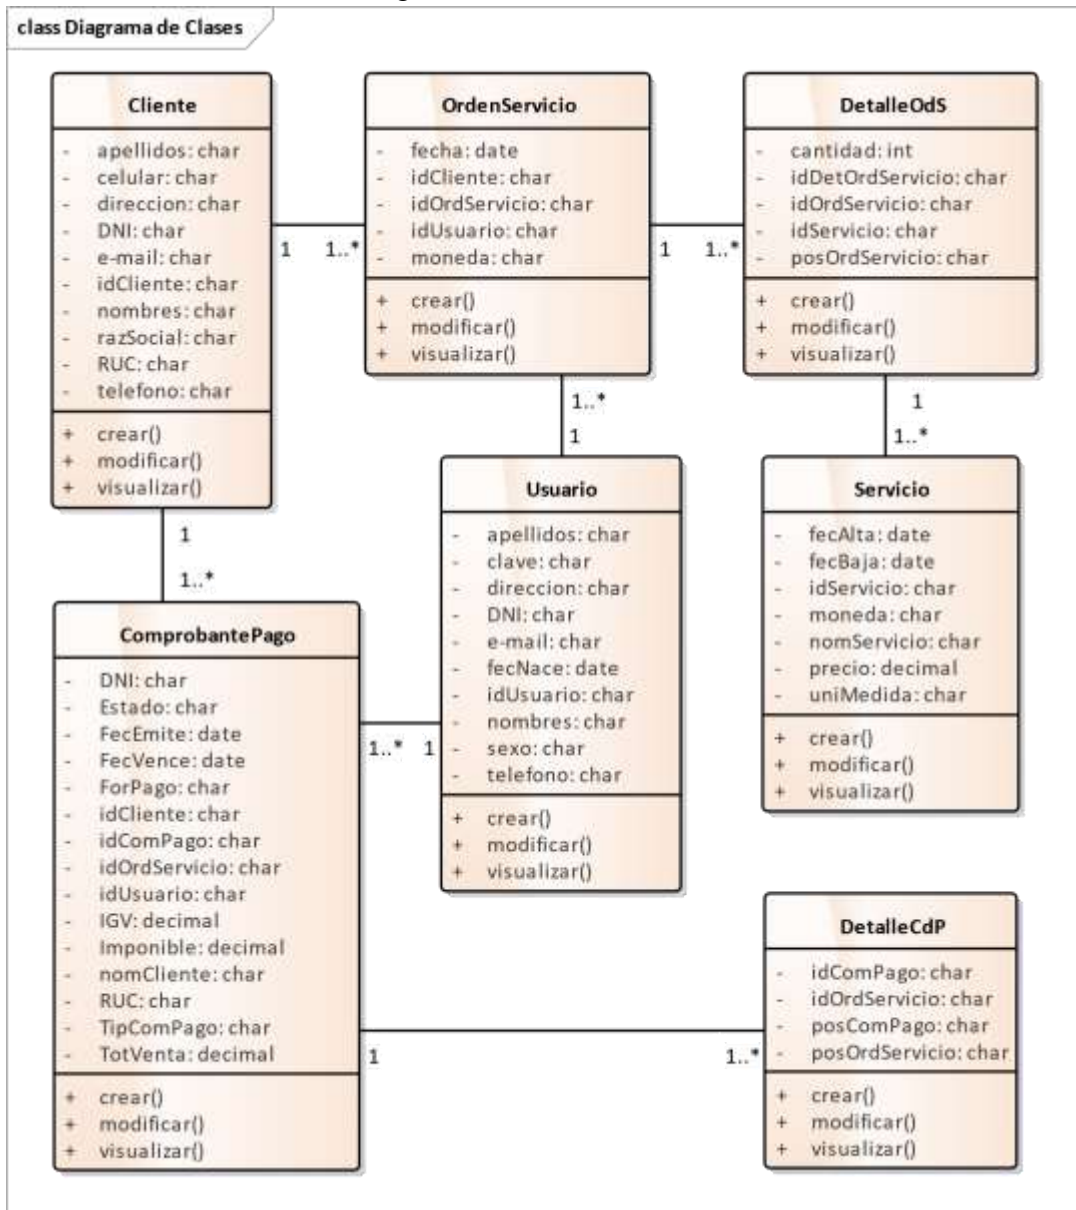 class Diagrama de Clases
Cliente
- apellidos: char
- celular: char
- direccion: char
- DNI: char
- e-mail: char
- idCliente: char
- nombres: char
- razSocial: char
- RUC: char
- telefono: char
+ crear()
+ modificar()
+ visualizar()
1
1..*
OrdenServicio
- fecha: date
- idCliente: char
- idOrdServicio: char
- idUsuario: char
- moneda: char
+ crear()
+ modificar()
+ visualizar()
1
1..*
DetalleOdS
- cantidad: int
- idDetOrdServicio: char
- idOrdServicio: char
- idServicio: char
- posOrdServicio: char
+ crear()
+ modificar()
+ visualizar()
1..*
1
1
1..*
Usuario
- apellidos: char
- clave: char
- direccion: char
- DNI: char
- e-mail: char
- fecNace: date
- idUsuario: char
- nombres: char
- sexo: char
- telefono: char
+ crear()
+ modificar()
+ visualizar()
Servicio
- fecAlta: date
- fecBaja: date
- idServicio: char
- moneda: char
- nomServicio: char
- precio: decimal
- uniMedida: char
+ crear()
+ modificar()
+ visualizar()
1
1..*
ComprobantePago
- DNI: char
- Estado: char
- FecEmite: date
- FecVence: date
- ForPago: char
- idCliente: char
- idComPago: char
- idOrdServicio: char
- idUsuario: char
- IGV: decimal
- Imponible: decimal
- nomCliente: char
- RUC: char
- TipComPago: char
- TotVenta: decimal
+ crear()
+ modificar()
+ visualizar()
1..* 1
1
1..*
DetalleCdP
- idComPago: char
- idOrdServicio: char
- posComPago: char
- posOrdServicio: char
+ crear()
+ modificar()
+ visualizar()